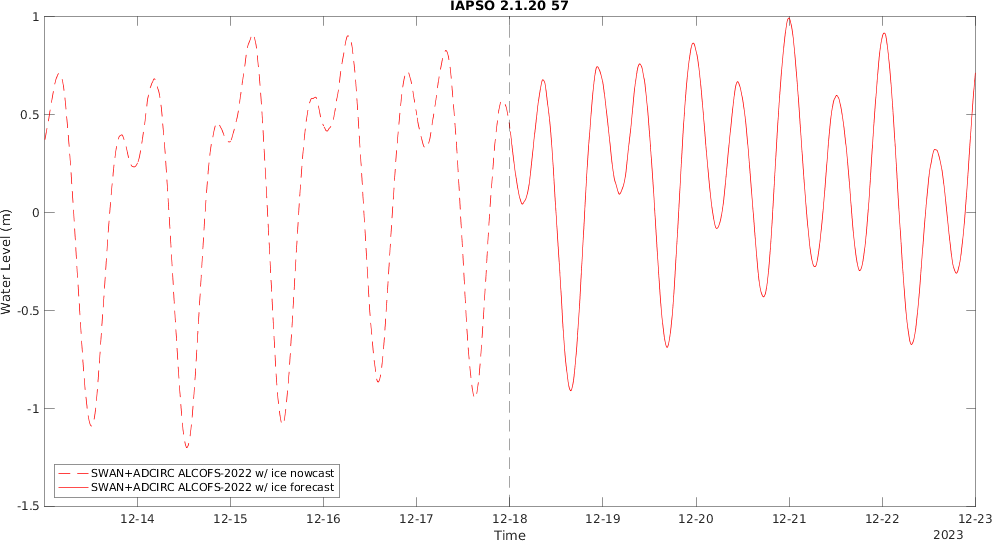 IAPSO 2.1.20 57
Water Level (m)
1
0.5
0
-0.5
-1
-1.5
SWAN+ADCIRC ALCOFS-2022 w/ ice nowcast
SWAN+ADCIRC ALCOFS-2022 w/ ice forecast
12-14 12-15 12-16 12-17 12-18 12-19 12-20 12-21 12-22 12-23
Time
2023